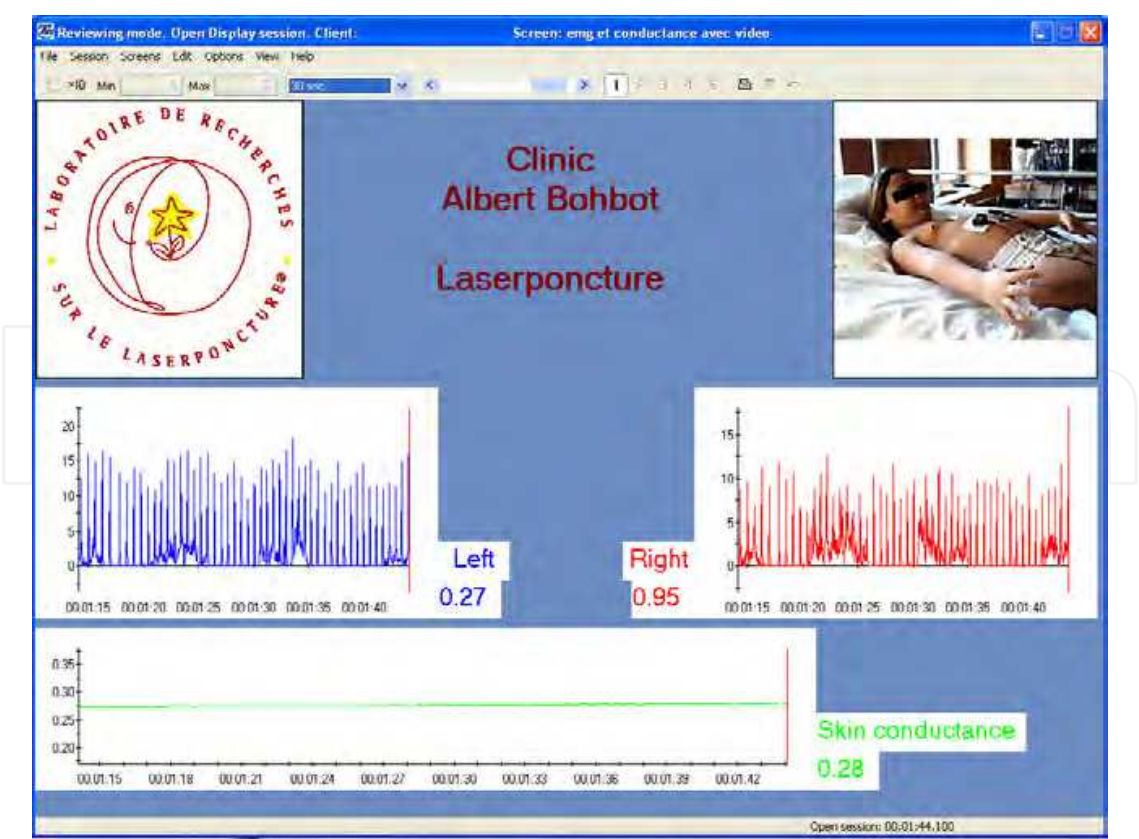 Reviewing mode. Open Display session. Client: Screen: emg et conductance avec video
File Session Screens Edit Options View Help
×10 Min Max 30 sec 1
LABORATOIRE DE RECHERCHES
SUR LE LASERPONCTURE®
Clinic
Albert Bohbot
Laserponcture
20
15
10
5
0
00:01:15 00:01:20 00:01:25 00:01:30 00:01:35 00:01:40
Left
0.27
Right
0.95
15
10
5
0
00:01:15 00:01:20 00:01:25 00:01:30 00:01:35 00:01:40
0.35
0.30
0.25
0.20
00:01:15 00:01:18 00:01:21 00:01:24 00:01:27 00:01:30 00:01:33 00:01:36 00:01:39 00:01:42
Skin conductance
0.28
Open session: 00:01:44.100